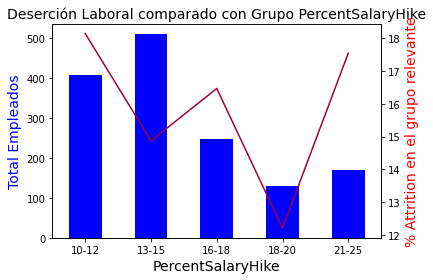 Deserción Laboral comparado con Grupo PercentSalaryHike
Total Empleados
500
400
300
200
100
0
18
17
16
15
14
13
12
% Attrition en el grupo relevante
10-12 13-15 16-18 18-20 21-25
PercentSalaryHike